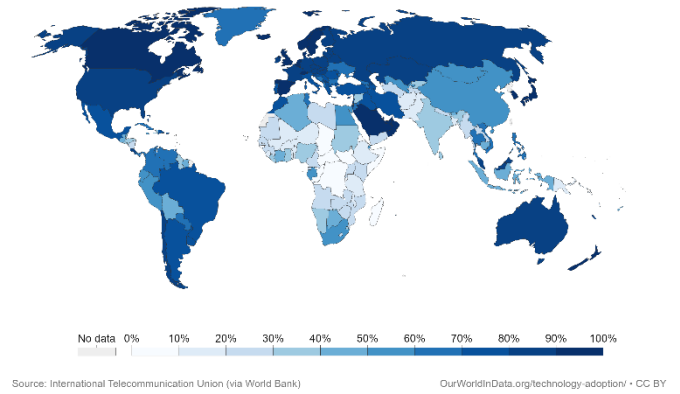 No data 0% 10% 20% 30% 40% 50% 60% 70% 80% 90% 100%
Source: International Telecommunication Union (via World Bank) OurWorldInData.org/technology-adoption/ • CC BY